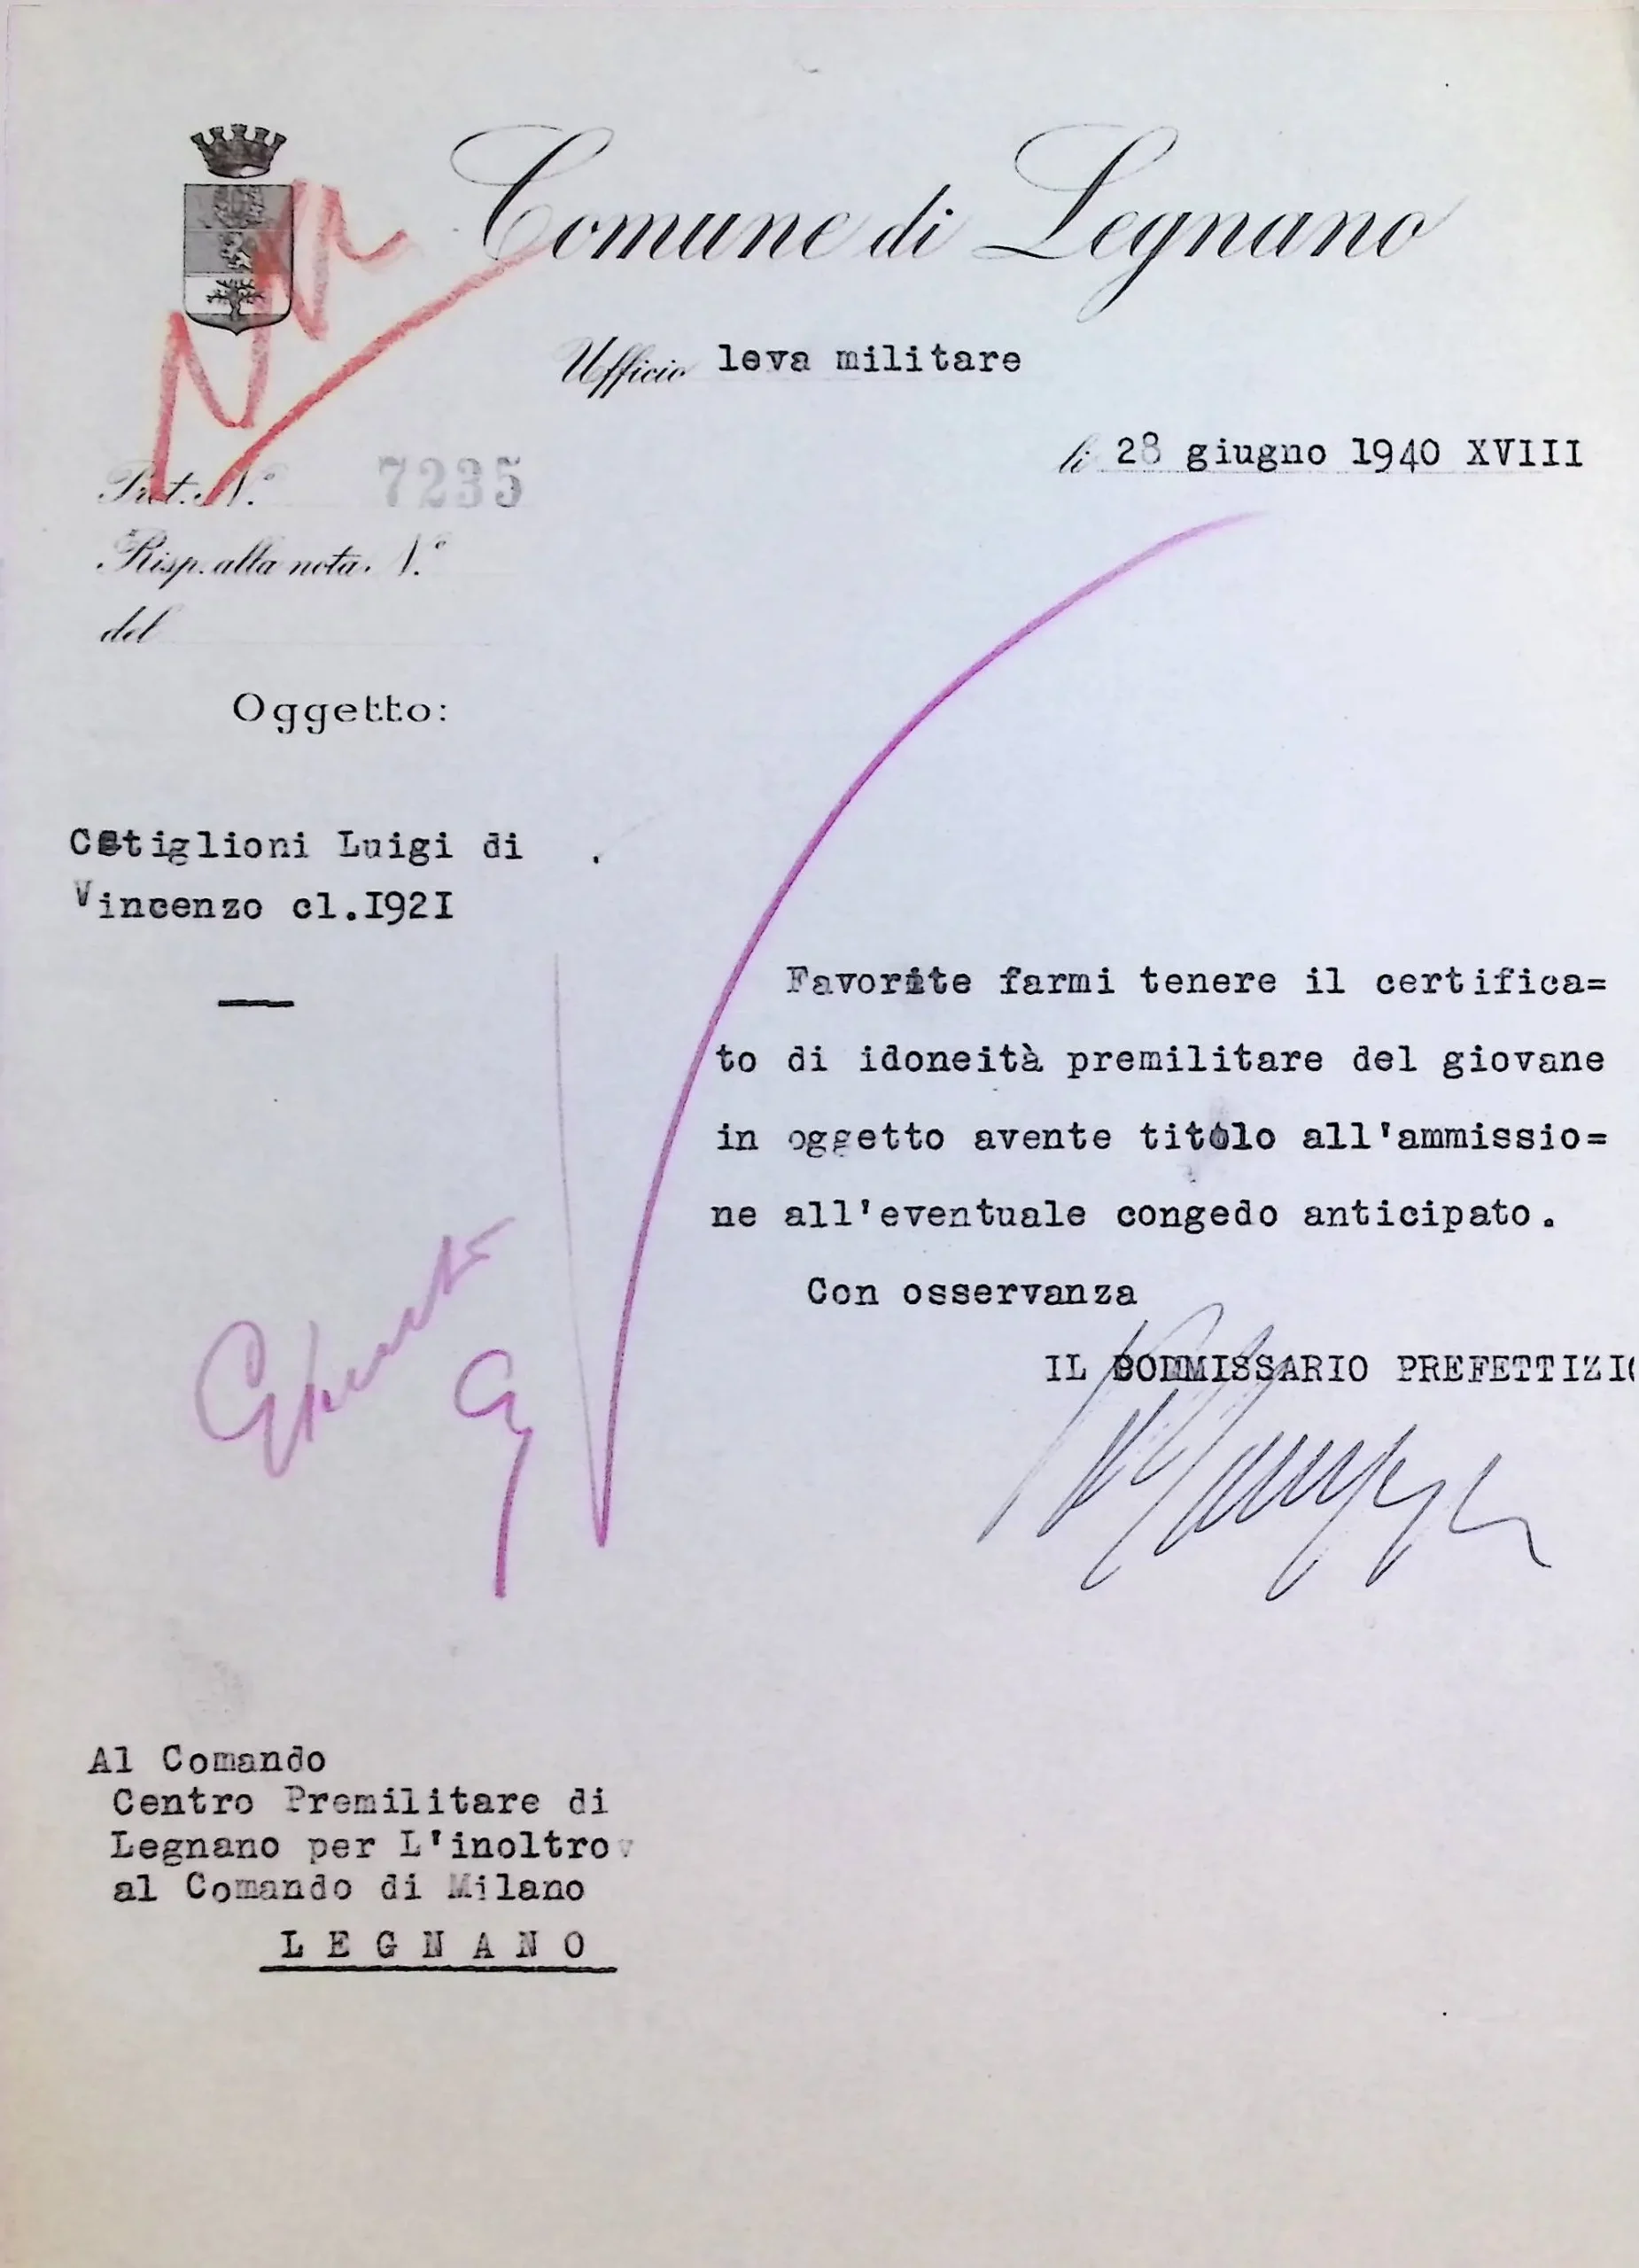 Comune di Legnano
Ufficio leva militare
li 28 giugno 1940 XVIII
Prot. N.° 7235
Risp. alla nota N.°
del
Oggetto:
Cstiglioni Luigi di
Vincenzo cl.I92I
Favorite farmi tenere il certifica=
to di idoneità premilitare del giovane
in oggetto avente titolo all'ammissio=
ne all'eventuale congedo anticipato.
Con osservanza
IL COMMISSARIO PREFETTIZIO
Al Comando
Centro Premilitare di
Legnano per L'inoltro
al Comando di Milano
LEGNANO